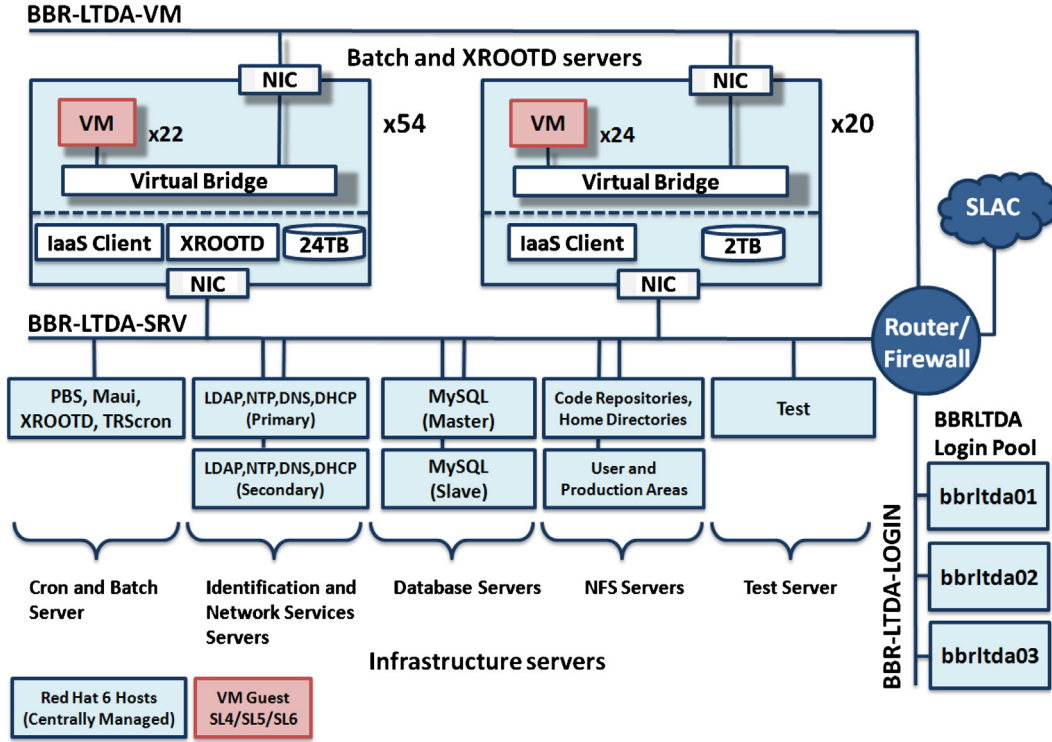 BBR-LTDA-VM
Batch and XROOTD servers
NIC
VM
x22
Virtual Bridge
IaaS Client
XROOTD
24TB
NIC
x54
NIC
VM
x24
Virtual Bridge
IaaS Client
2TB
NIC
x20
SLAC
Router/
Firewall
BBR-LTDA-SRV
PBS, Maui,
XROOTD, TRScron
LDAP,NTP,DNS,DHCP
(Primary)
LDAP,NTP,DNS,DHCP
(Secondary)
MySQL
(Master)
MySQL
(Slave)
Code Repositories,
Home Directories
User and
Production Areas
Test
Cron and Batch
Server
Identification and
Network Services
Servers
Database Servers
NFS Servers
Test Server
Infrastructure servers
BBRLTDA
Login Pool
bbrltda01
bbrltda02
bbrltda03
BBR-LTDA-LOGIN
Red Hat 6 Hosts
(Centrally Managed)
VM Guest
SL4/SL5/SL6